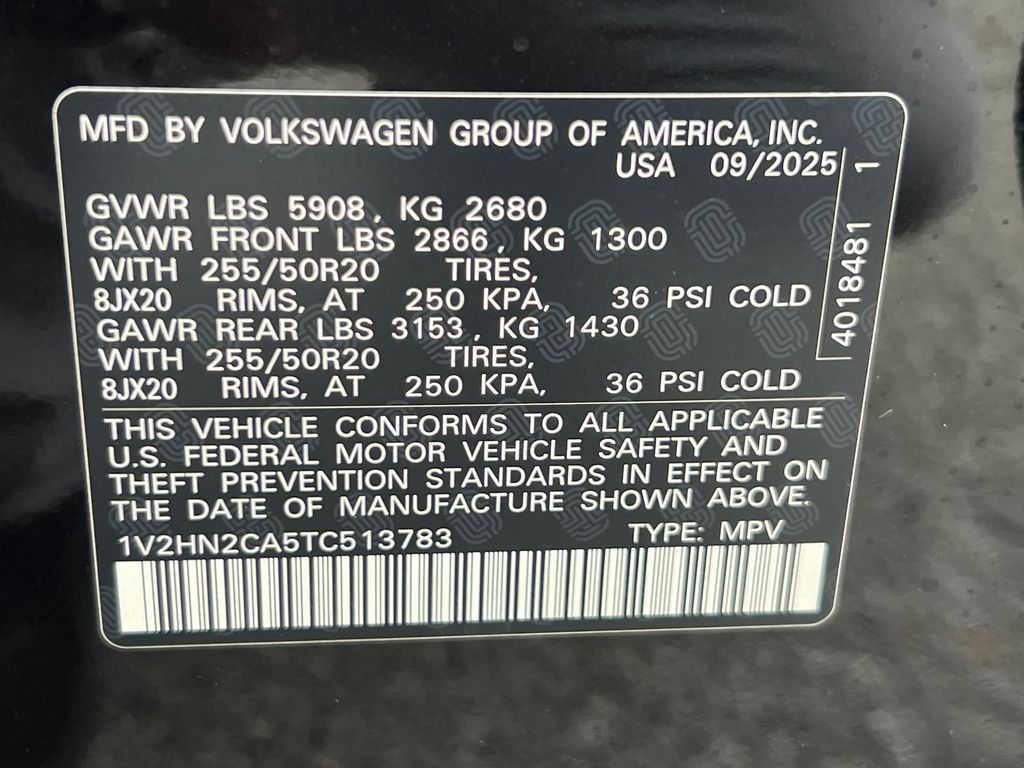 MFD BY VOLKSWAGEN GROUP OF AMERICA, INC.
USA 09/2025
GVWR LBS 5908, KG 2680
GAWR FRONT LBS 2866, KG 1300
WITH 255/50R20 TIRES,
8JX20 RIMS, AT 250 KPA, 36 PSI COLD
GAWR REAR LBS 3153, KG 1430
WITH 255/50R20 TIRES,
8JX20 RIMS, AT 250 KPA, 36 PSI COLD
4018481 1
THIS VEHICLE CONFORMS TO ALL APPLICABLE
U.S. FEDERAL MOTOR VEHICLE SAFETY AND
THEFT PREVENTION STANDARDS IN EFFECT ON
THE DATE OF MANUFACTURE SHOWN ABOVE.
1V2HN2CA5TC513783 TYPE: MPV